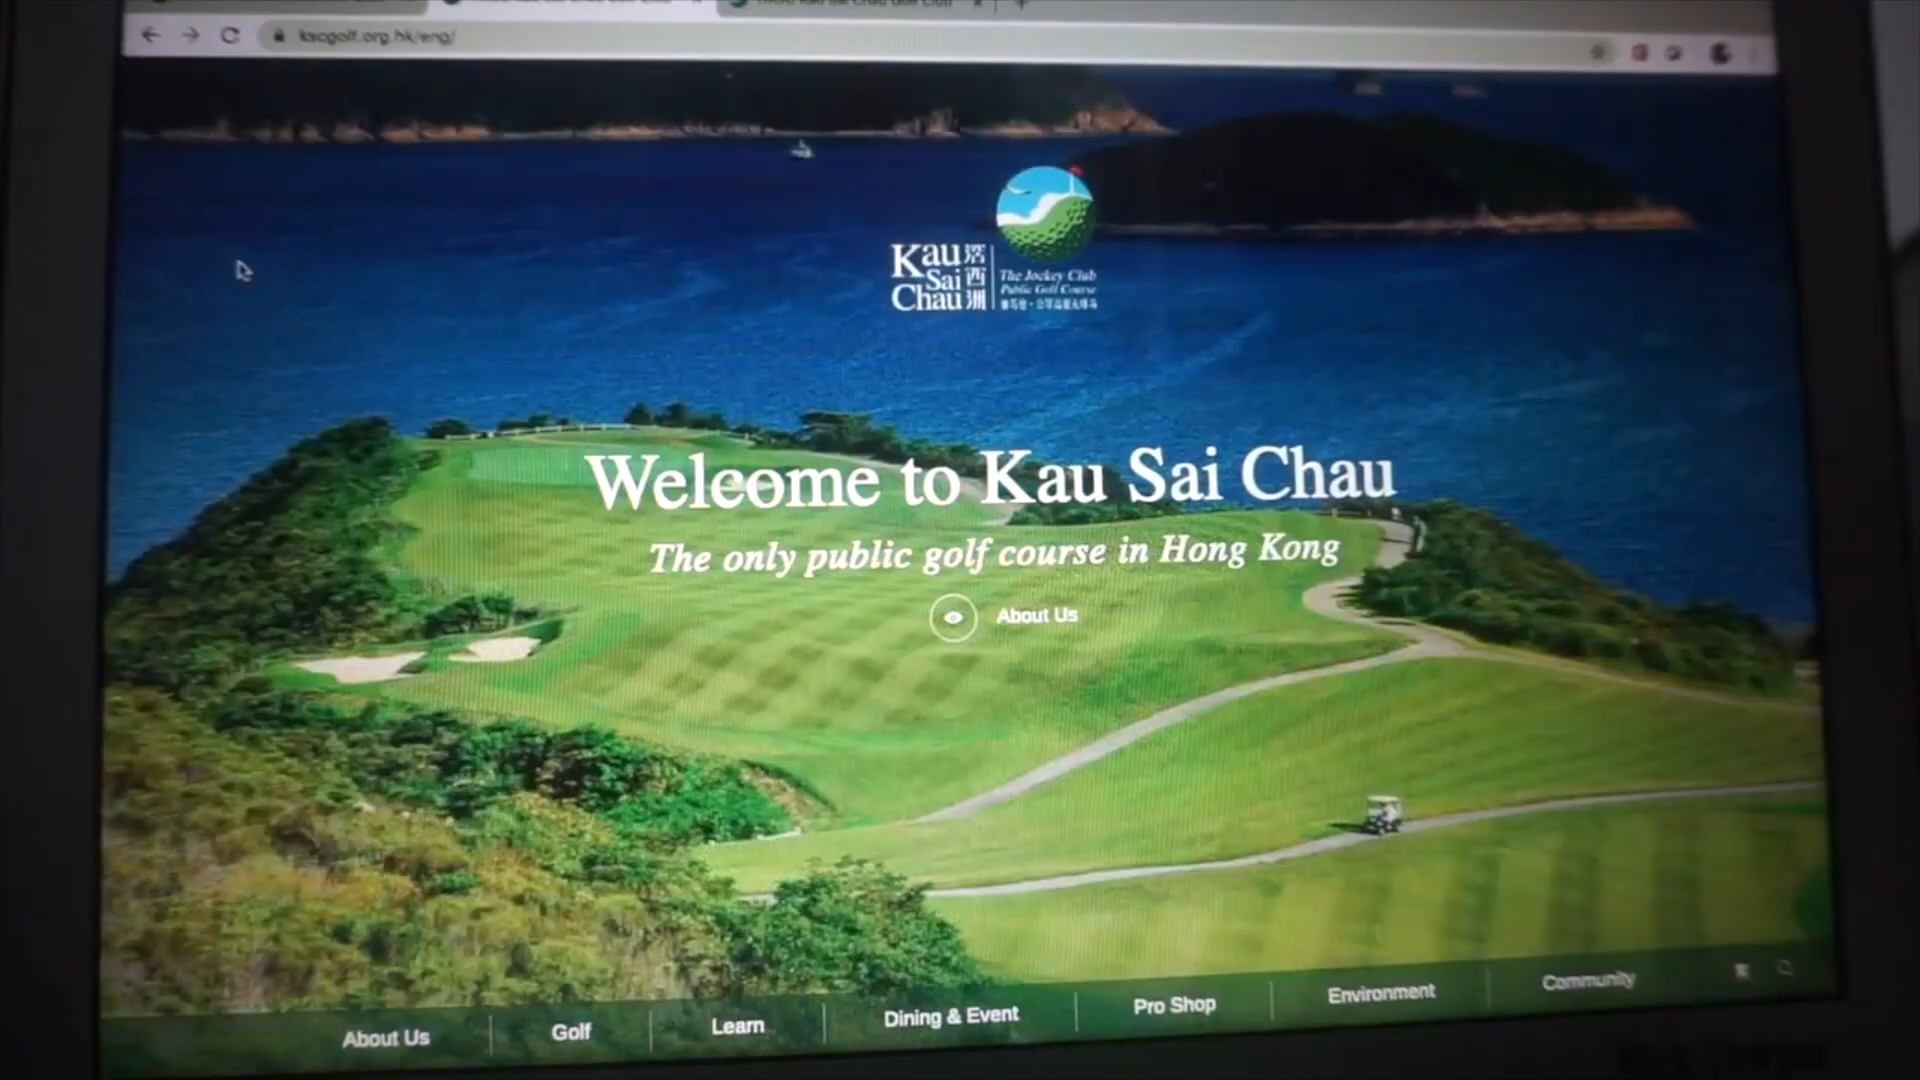 kscgolf.org.hk/eng/
Kau Sai Chau
滘西洲
The Jockey Club
Public Golf Course
Welcome to Kau Sai Chau
The only public golf course in Hong Kong
About Us
About Us
Golf
Learn
Dining & Event
Pro Shop
Environment
Community